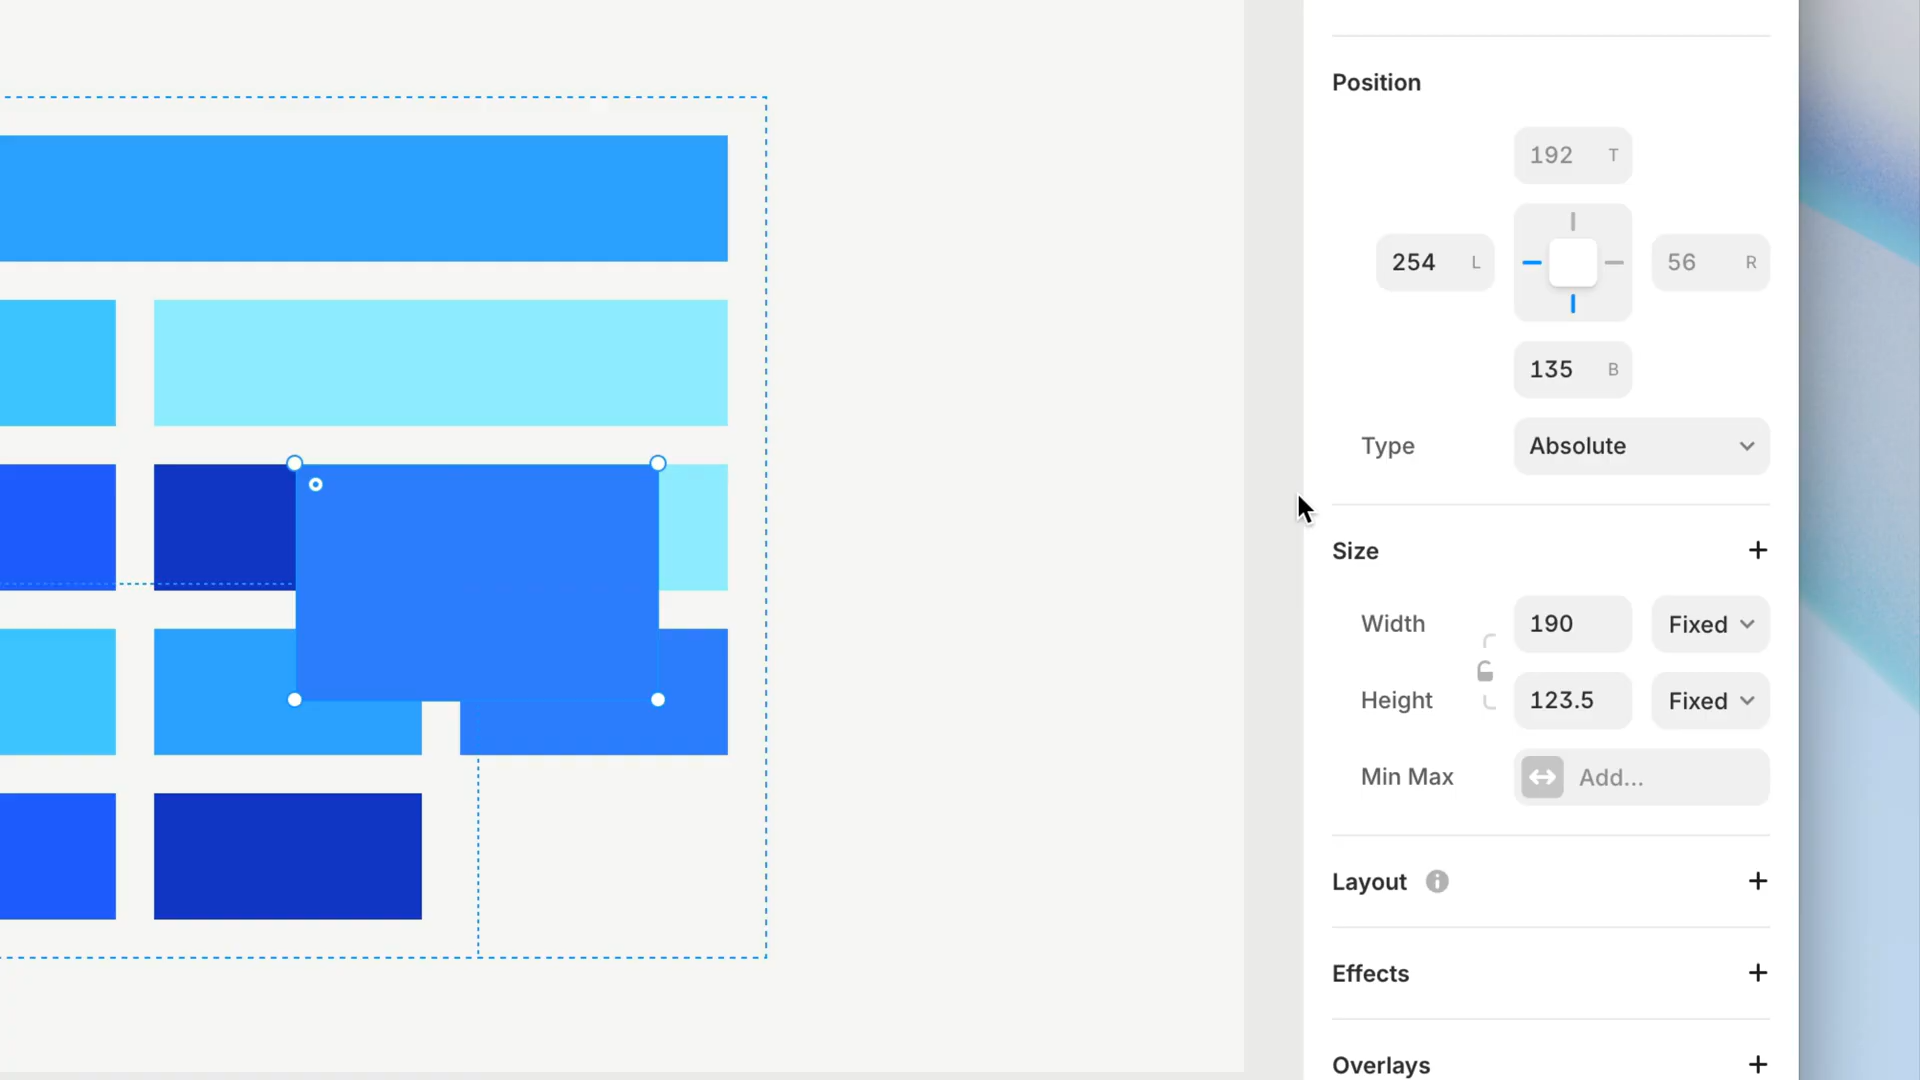 Position
192 T
254 L
56 R
135 B
Type Absolute
Size
Width 190 Fixed
Height 123.5 Fixed
Min Max Add...
Layout
Effects
Overlays